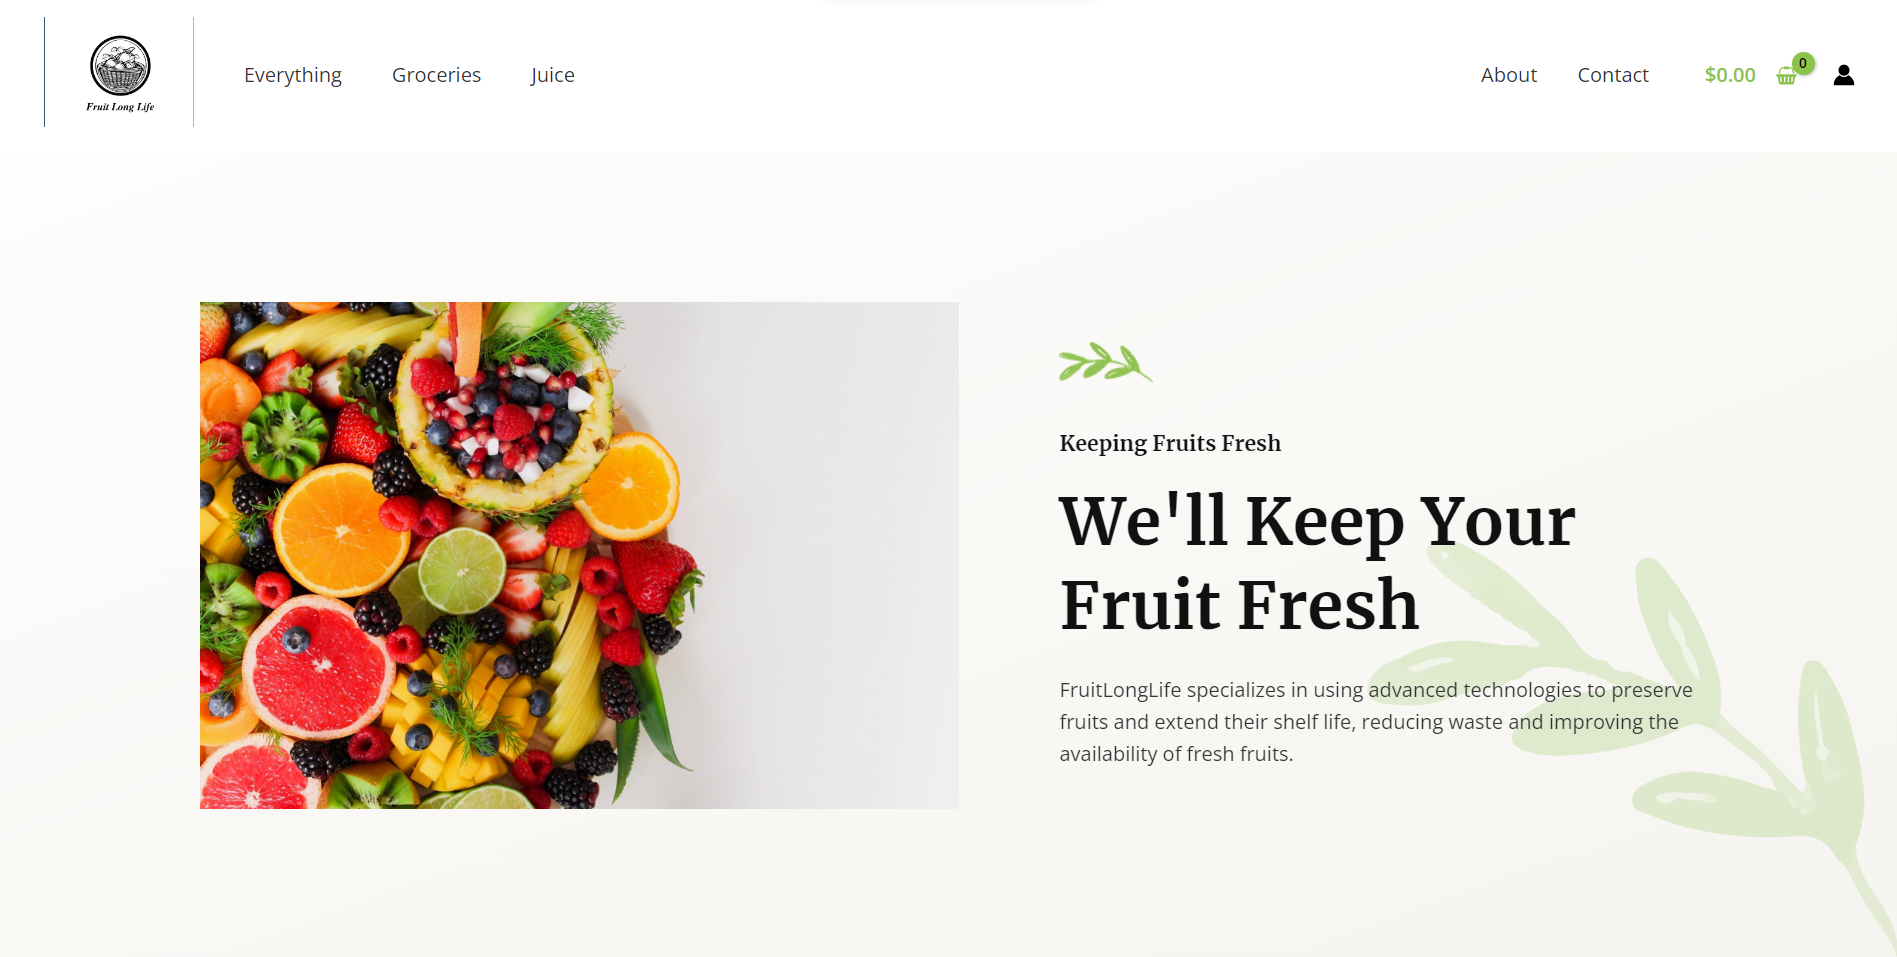 Fruit Long Life
Everything
Groceries
Juice
About
Contact
$0.00
0
Keeping Fruits Fresh
We'll Keep Your
Fruit Fresh
FruitLongLife specializes in using advanced technologies to preserve
fruits and extend their shelf life, reducing waste and improving the
availability of fresh fruits.